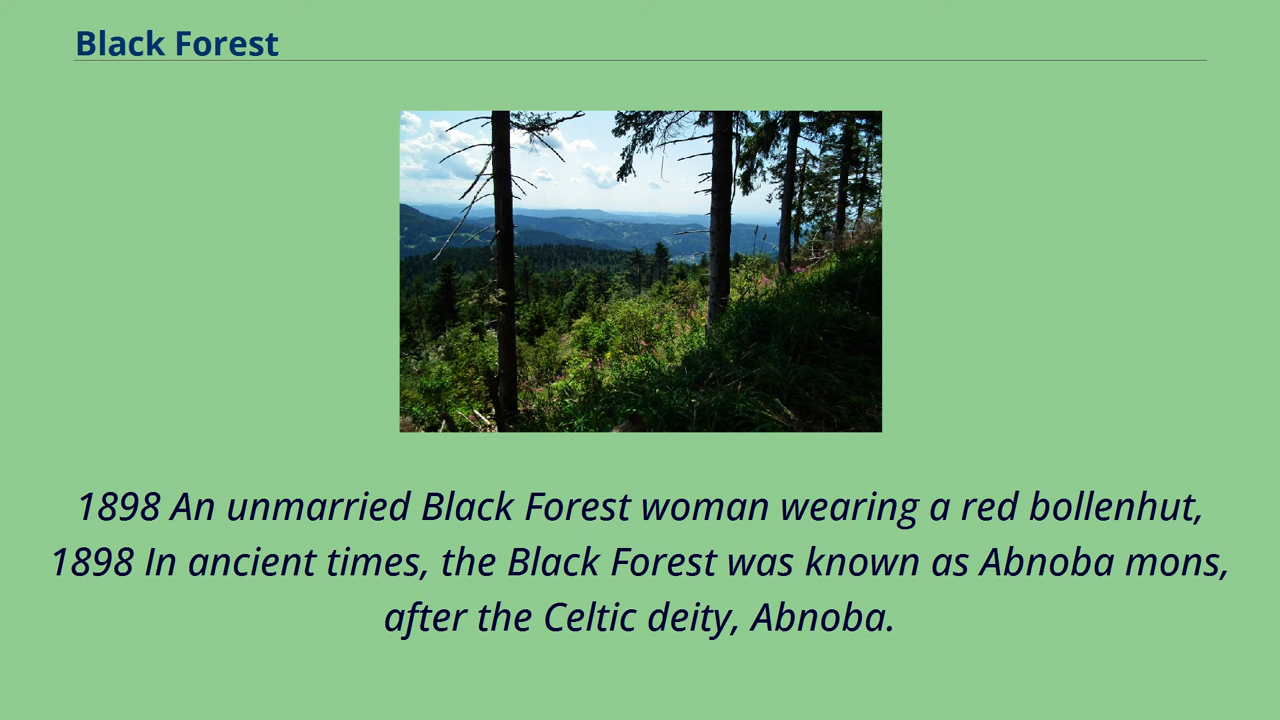 Black Forest
1898 An unmarried Black Forest woman wearing a red bollenhut,
1898 In ancient times, the Black Forest was known as Abnoba mons,
after the Celtic deity, Abnoba.